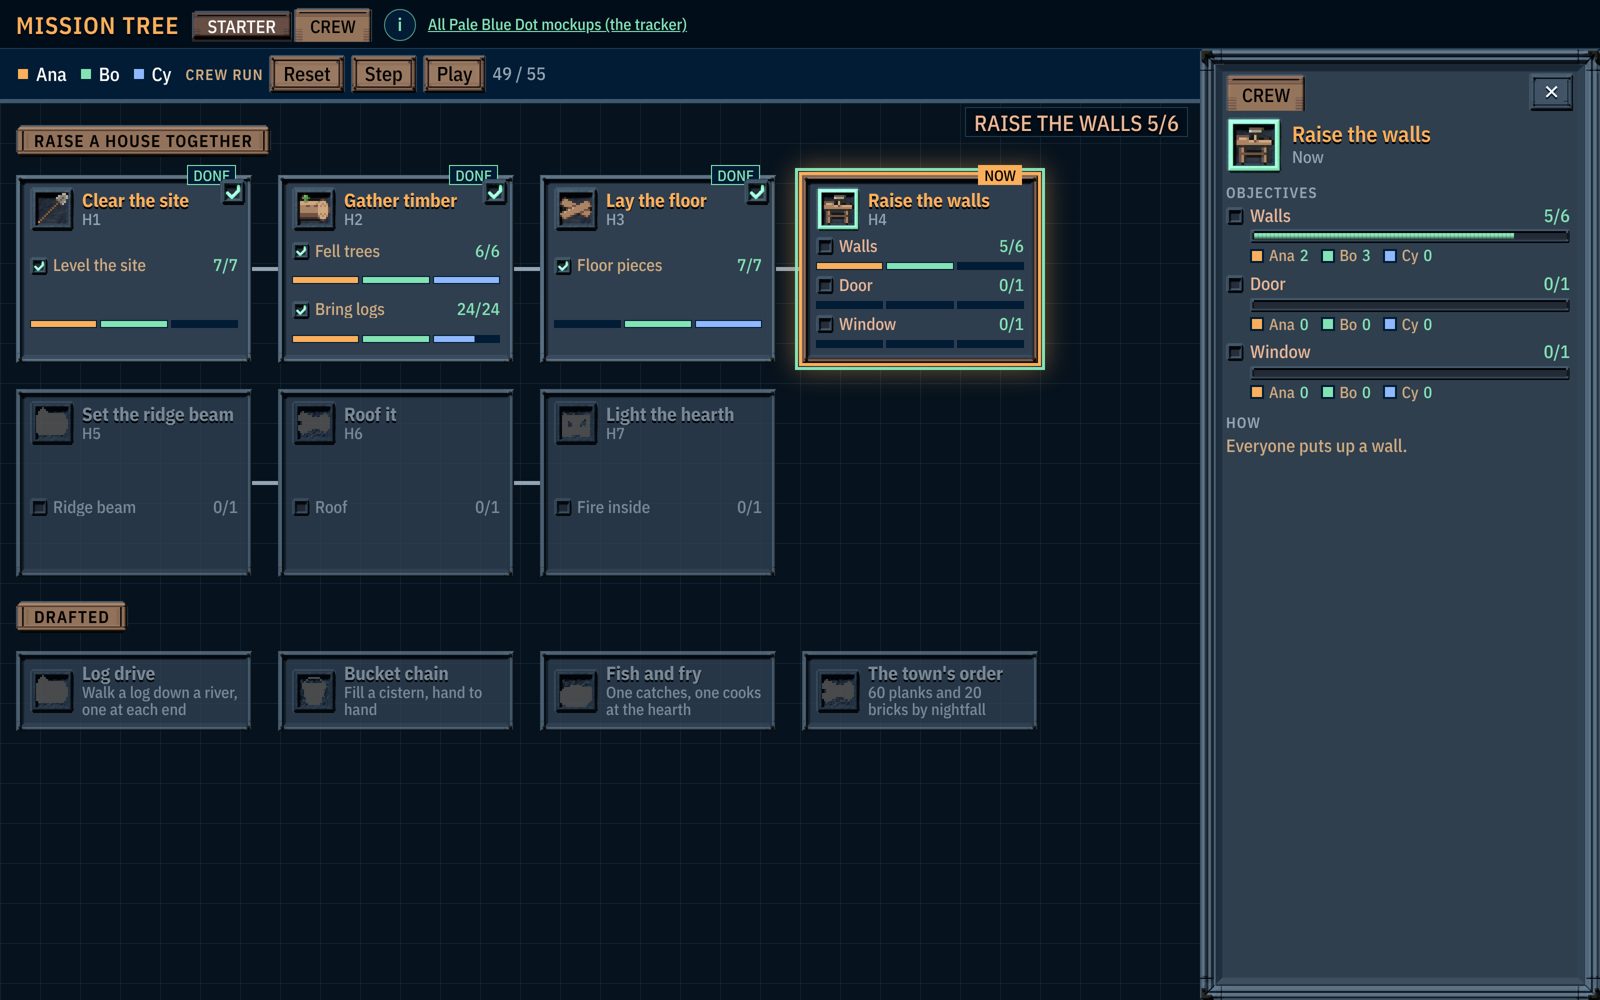 MISSION TREE STARTER CREW i All Pale Blue Dot mockups (the tracker)
Ana Bo Cy CREW RUN Reset Step Play 49 / 55
RAISE THE WALLS 5/6
RAISE A HOUSE TOGETHER
DONE
Clear the site
H1
Level the site 7/7
DONE
Gather timber
H2
Fell trees 6/6
Bring logs 24/24
DONE
Lay the floor
H3
Floor pieces 7/7
NOW
Raise the walls
H4
Walls 5/6
Door 0/1
Window 0/1
Set the ridge beam
H5
Ridge beam 0/1
Roof it
H6
Roof 0/1
Light the hearth
H7
Fire inside 0/1
DRAFTED
Log drive
Walk a log down a river,
one at each end
Bucket chain
Fill a cistern, hand to
hand
Fish and fry
One catches, one cooks
at the hearth
The town's order
60 planks and 20
bricks by nightfall
CREW
Raise the walls
Now
OBJECTIVES
Walls 5/6
Ana 2 Bo 3 Cy 0
Door 0/1
Ana 0 Bo 0 Cy 0
Window 0/1
Ana 0 Bo 0 Cy 0
HOW
Everyone puts up a wall.